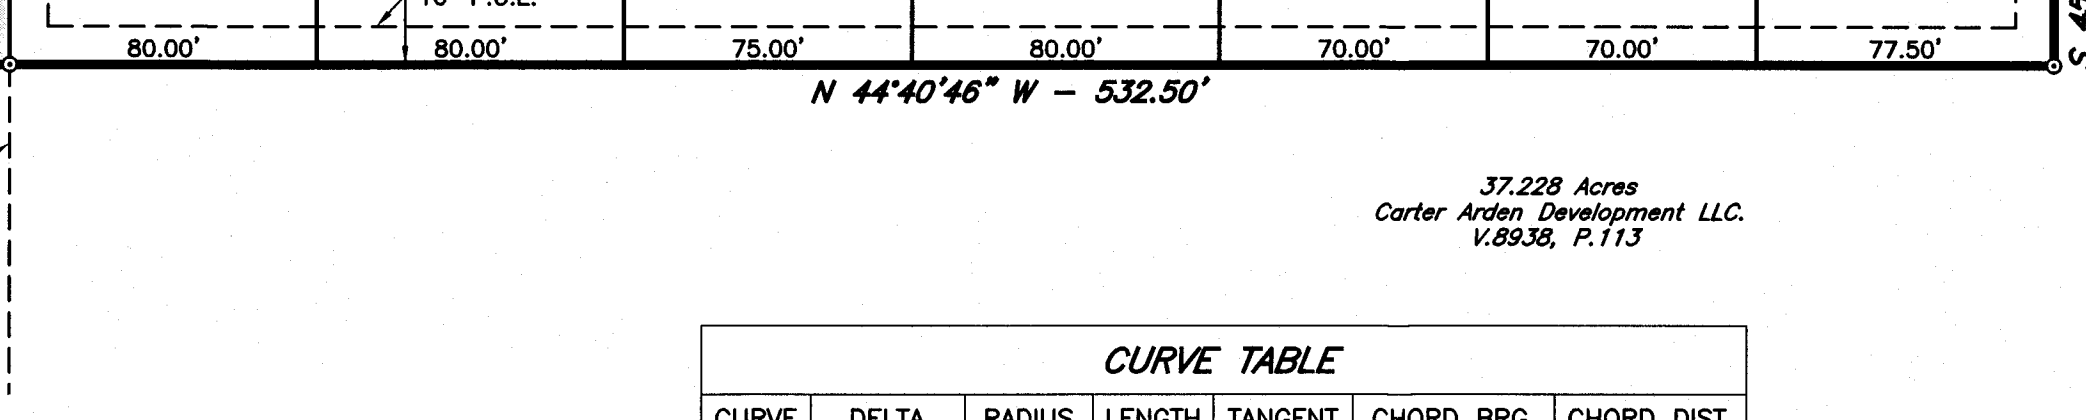 10' P.U.E.
80.00' 80.00' 75.00' 80.00' 70.00' 70.00' 77.50'
N 44°40'46" W – 532.50'
S 45
37.228 Acres
Carter Arden Development LLC.
V.8938, P.113
CURVE TABLE
CURVE DELTA RADIUS LENGTH TANGENT CHORD BRG. CHORD DIST.